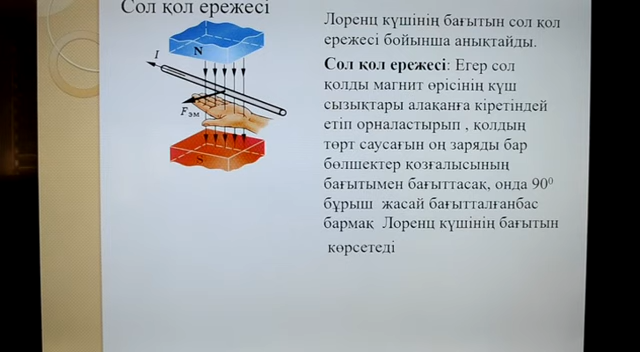 Сол қол ережесі
N
I
Fэм
S
Лоренц күшінің бағытын сол қол
ережесі бойынша анықтайды.
Сол қол ережесі: Егер сол
қолды магнит өрісінің күш
сызықтары алақанға кіретіндей
етіп орналастырып , қолдың
төрт саусағын оң заряды бар
бөлшектер қозғалысының
бағытымен бағыттасақ, онда 90⁰
бұрыш жасай бағытталғанбас
бармақ Лоренц күшінің бағытын
көрсетеді